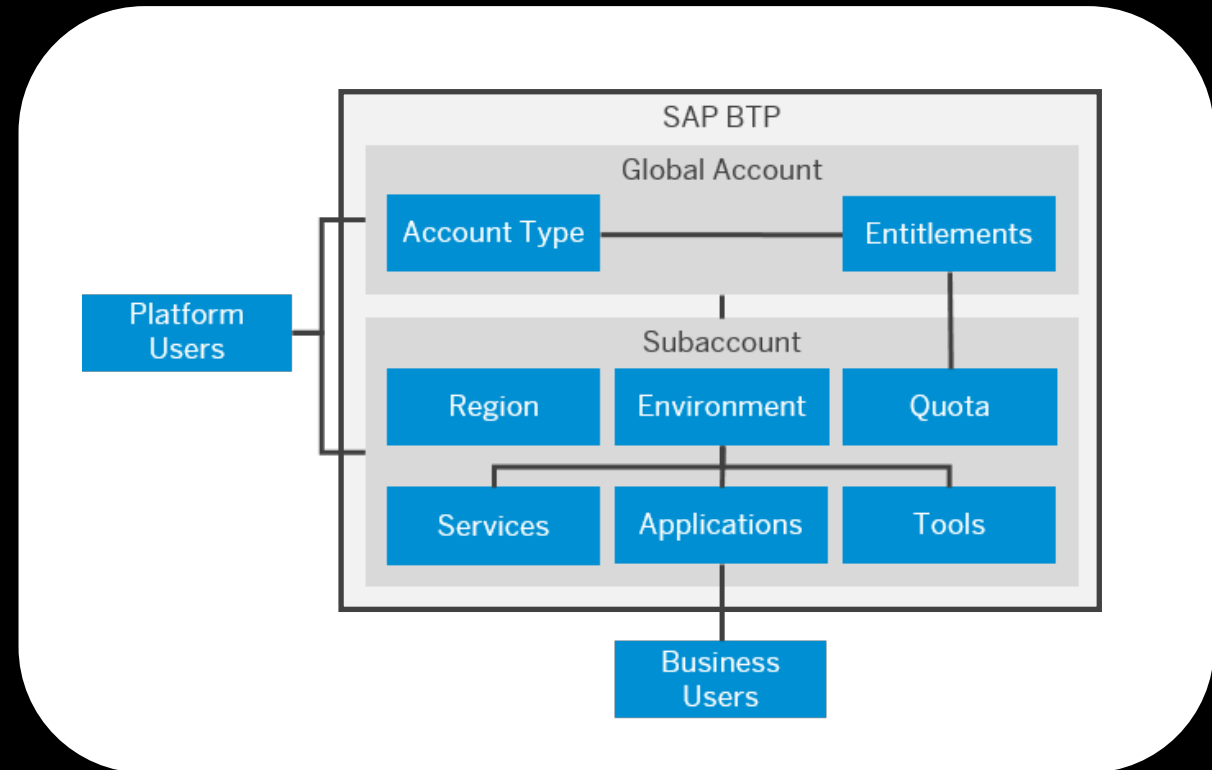 SAP BTP
Global Account
Account Type
Entitlements
Platform
Users
Subaccount
Region
Environment
Quota
Services
Applications
Tools
Business
Users